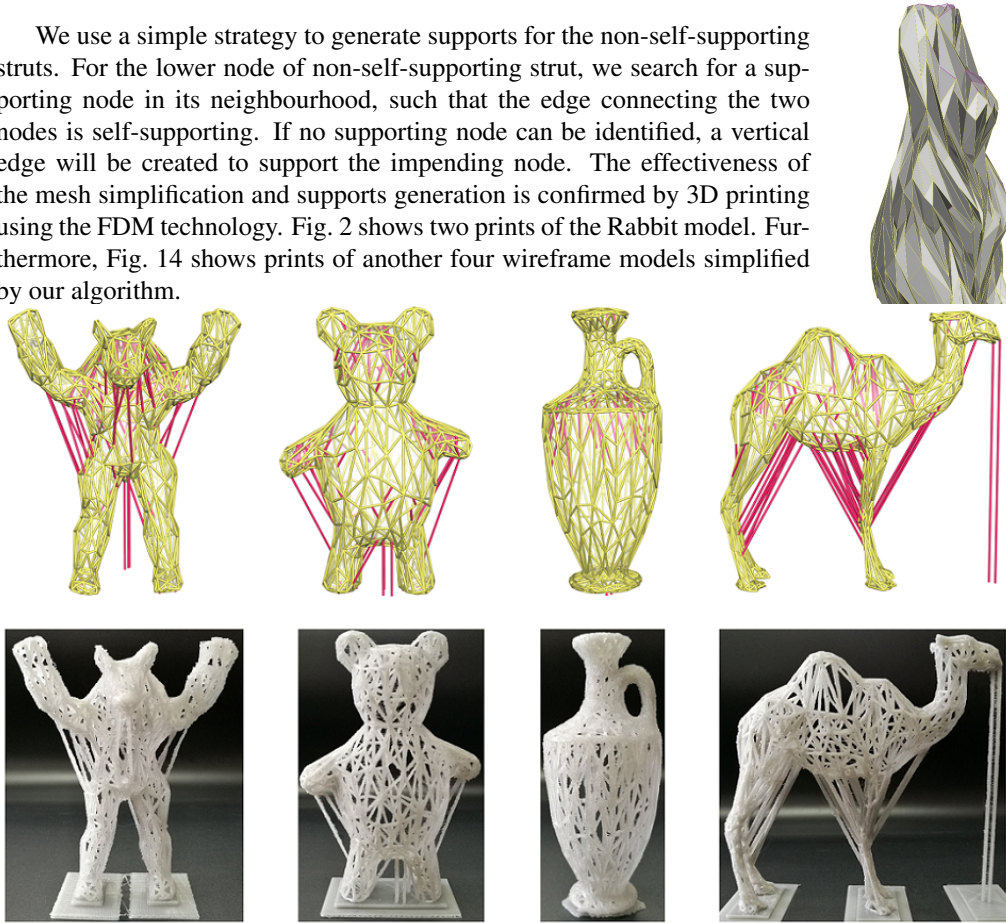 We use a simple strategy to generate supports for the non-self-supporting
struts. For the lower node of non-self-supporting strut, we search for a sup-
porting node in its neighbourhood, such that the edge connecting the two
nodes is self-supporting. If no supporting node can be identified, a vertical
edge will be created to support the impending node. The effectiveness of
the mesh simplification and supports generation is confirmed by 3D printing
using the FDM technology. Fig. 2 shows two prints of the Rabbit model. Fur-
thermore, Fig. 14 shows prints of another four wireframe models simplified
by our algorithm.